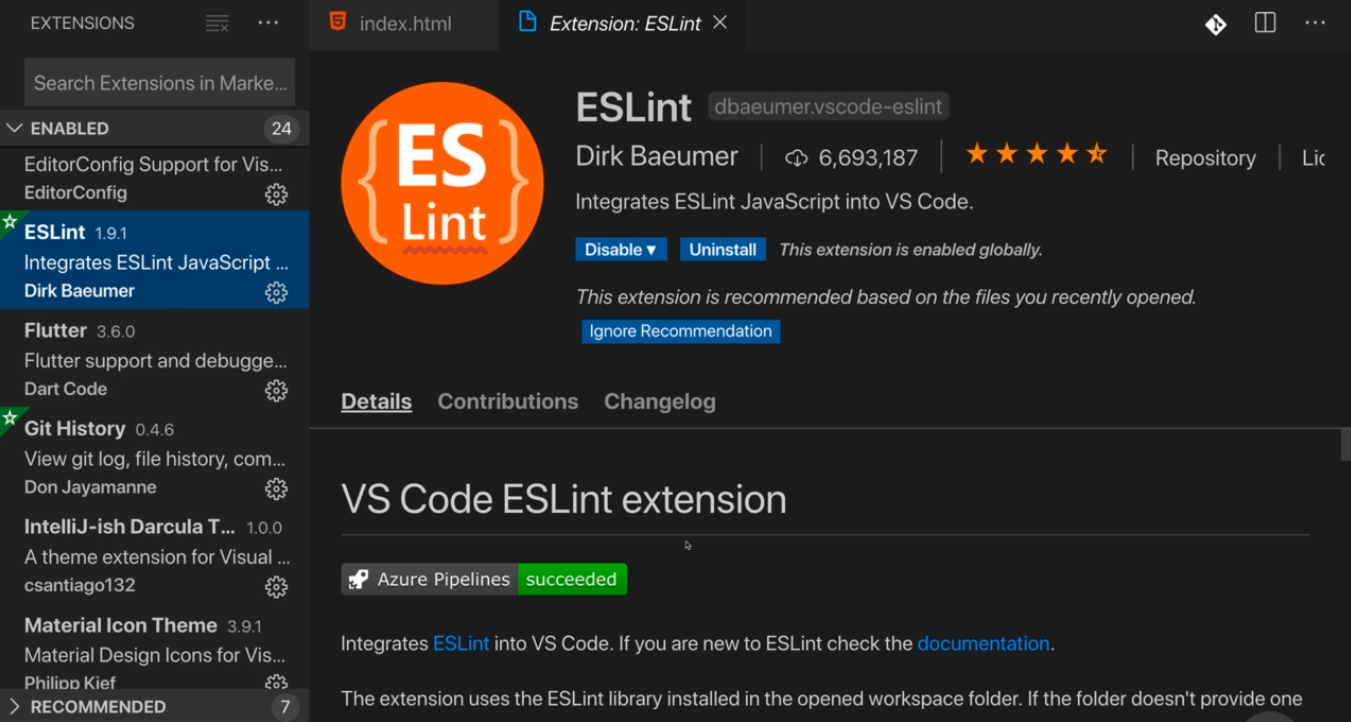 EXTENSIONS
Search Extensions in Marke...
ENABLED 24
EditorConfig Support for Vis...
EditorConfig
ESLint 1.9.1
Integrates ESLint JavaScript ...
Dirk Baeumer
Flutter 3.6.0
Flutter support and debugge...
Dart Code
Git History 0.4.6
View git log, file history, com...
Don Jayamanne
IntelliJ-ish Darcula T... 1.0.0
A theme extension for Visual ...
csantiago132
Material Icon Theme 3.9.1
Material Design Icons for Vis...
Philipp Kief
RECOMMENDED 7
index.html
Extension: ESLint
ES
Lint
ESLint dbaeumer.vscode-eslint
Dirk Baeumer 6,693,187 Repository Lic
Integrates ESLint JavaScript into VS Code.
Disable Uninstall This extension is enabled globally.
This extension is recommended based on the files you recently opened.
Ignore Recommendation
Details Contributions Changelog
VS Code ESLint extension
Azure Pipelines succeeded
Integrates ESLint into VS Code. If you are new to ESLint check the documentation.
The extension uses the ESLint library installed in the opened workspace folder. If the folder doesn't provide one